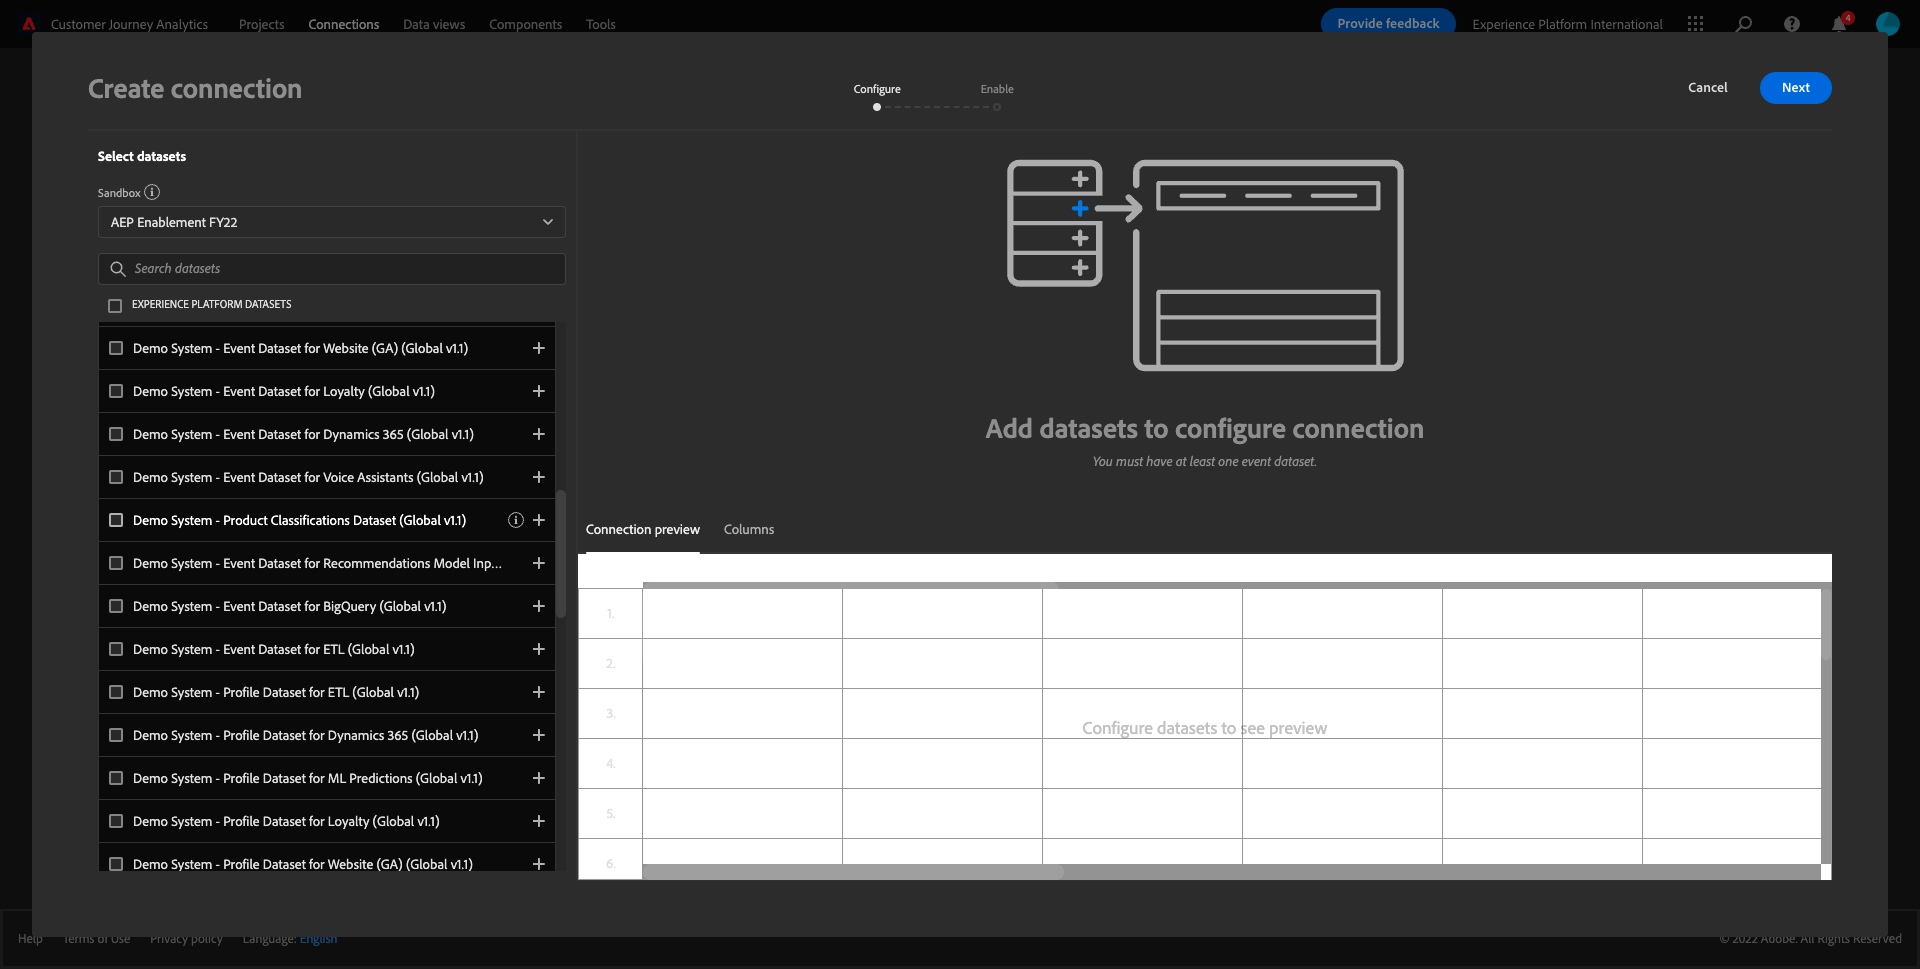 Customer Journey Analytics Projects Connections Data views Components Tools Provide feedback Experience Platform International 4
Create connection
Configure Enable
Cancel Next
Select datasets
Sandbox
AEP Enablement FY22
Search datasets
EXPERIENCE PLATFORM DATASETS
Demo System - Event Dataset for Website (GA) (Global v1.1)
Demo System - Event Dataset for Loyalty (Global v1.1)
Demo System - Event Dataset for Dynamics 365 (Global v1.1)
Demo System - Event Dataset for Voice Assistants (Global v1.1)
Demo System - Product Classifications Dataset (Global v1.1)
Demo System - Event Dataset for Recommendations Model Inp...
Demo System - Event Dataset for BigQuery (Global v1.1)
Demo System - Event Dataset for ETL (Global v1.1)
Demo System - Profile Dataset for ETL (Global v1.1)
Demo System - Profile Dataset for Dynamics 365 (Global v1.1)
Demo System - Profile Dataset for ML Predictions (Global v1.1)
Demo System - Profile Dataset for Loyalty (Global v1.1)
Demo System - Profile Dataset for Website (GA) (Global v1.1)
Add datasets to configure connection
You must have at least one event dataset.
Connection preview Columns
1.
2.
3.
Configure datasets to see preview
4.
5.
6.
Help Terms of Use Privacy policy Language: English © 2022 Adobe. All Rights Reserved